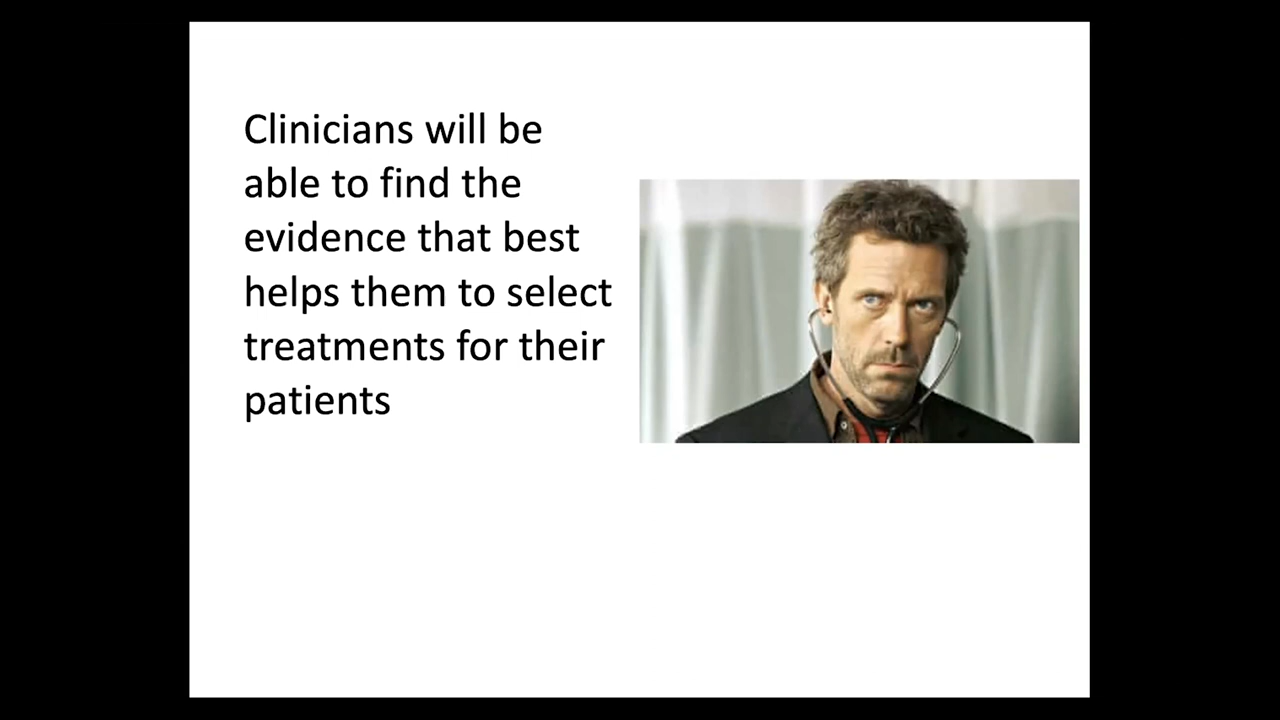 Clinicians will be
able to find the
evidence that best
helps them to select
treatments for their
patients